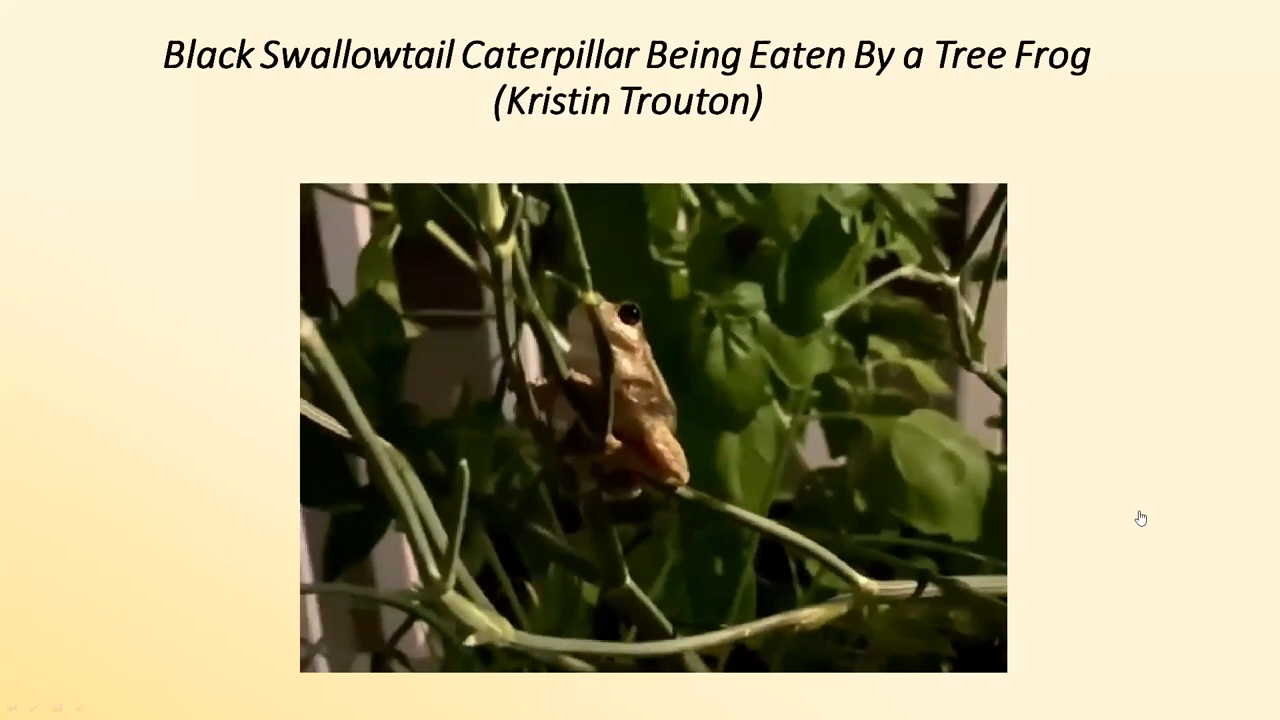 Black Swallowtail Caterpillar Being Eaten By a Tree Frog
(Kristin Trouton)